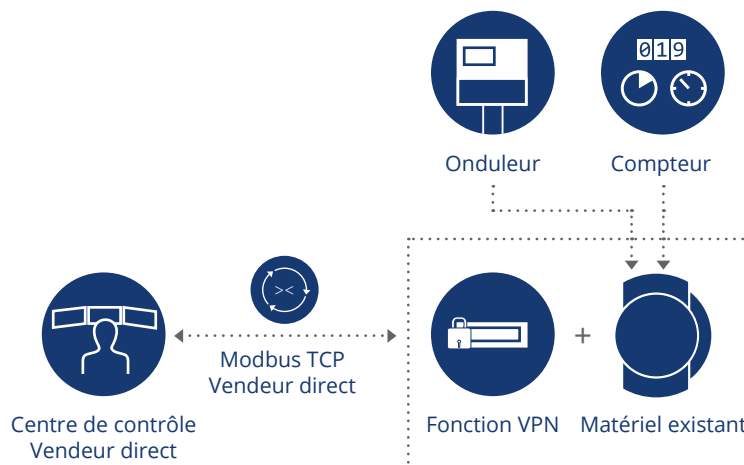 019
Onduleur
Compteur
><
Modbus TCP
Vendeur direct
+
Centre de contrôle
Vendeur direct
Fonction VPN
Matériel existant